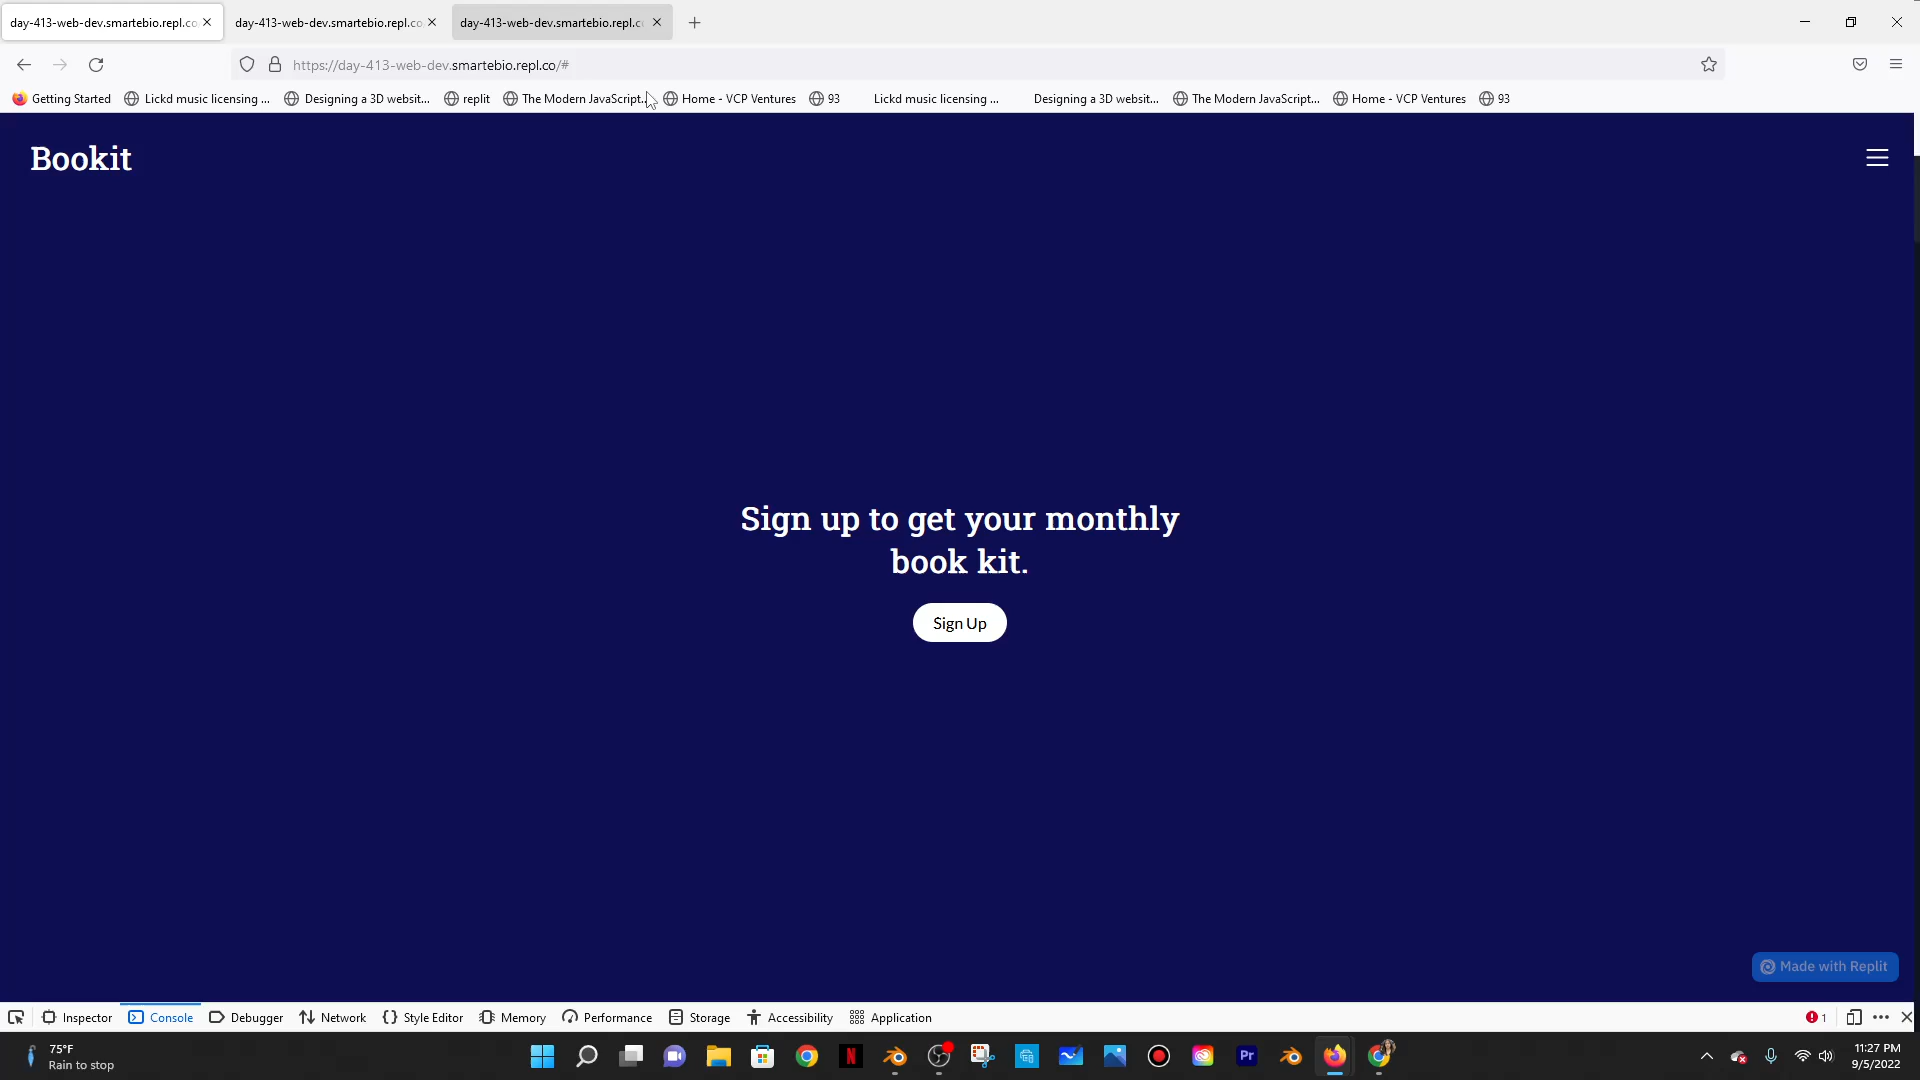 day-413-web-dev.smartebio.repl.co
day-413-web-dev.smartebio.repl.co
day-413-web-dev.smartebio.repl.c
https://day-413-web-dev.smartebio.repl.co/#
Getting Started
Lickd music licensing ...
Designing a 3D websit...
replit
The Modern JavaScript...
Home - VCP Ventures
93
Lickd music licensing ...
Designing a 3D websit...
The Modern JavaScript...
Home - VCP Ventures
93
Bookit
Sign up to get your monthly
book kit.
Sign Up
Made with Replit
Inspector
Console
Debugger
Network
Style Editor
Memory
Performance
Storage
Accessibility
Application
1
75°F
Rain to stop
N
Pr
11:27 PM
9/5/2022